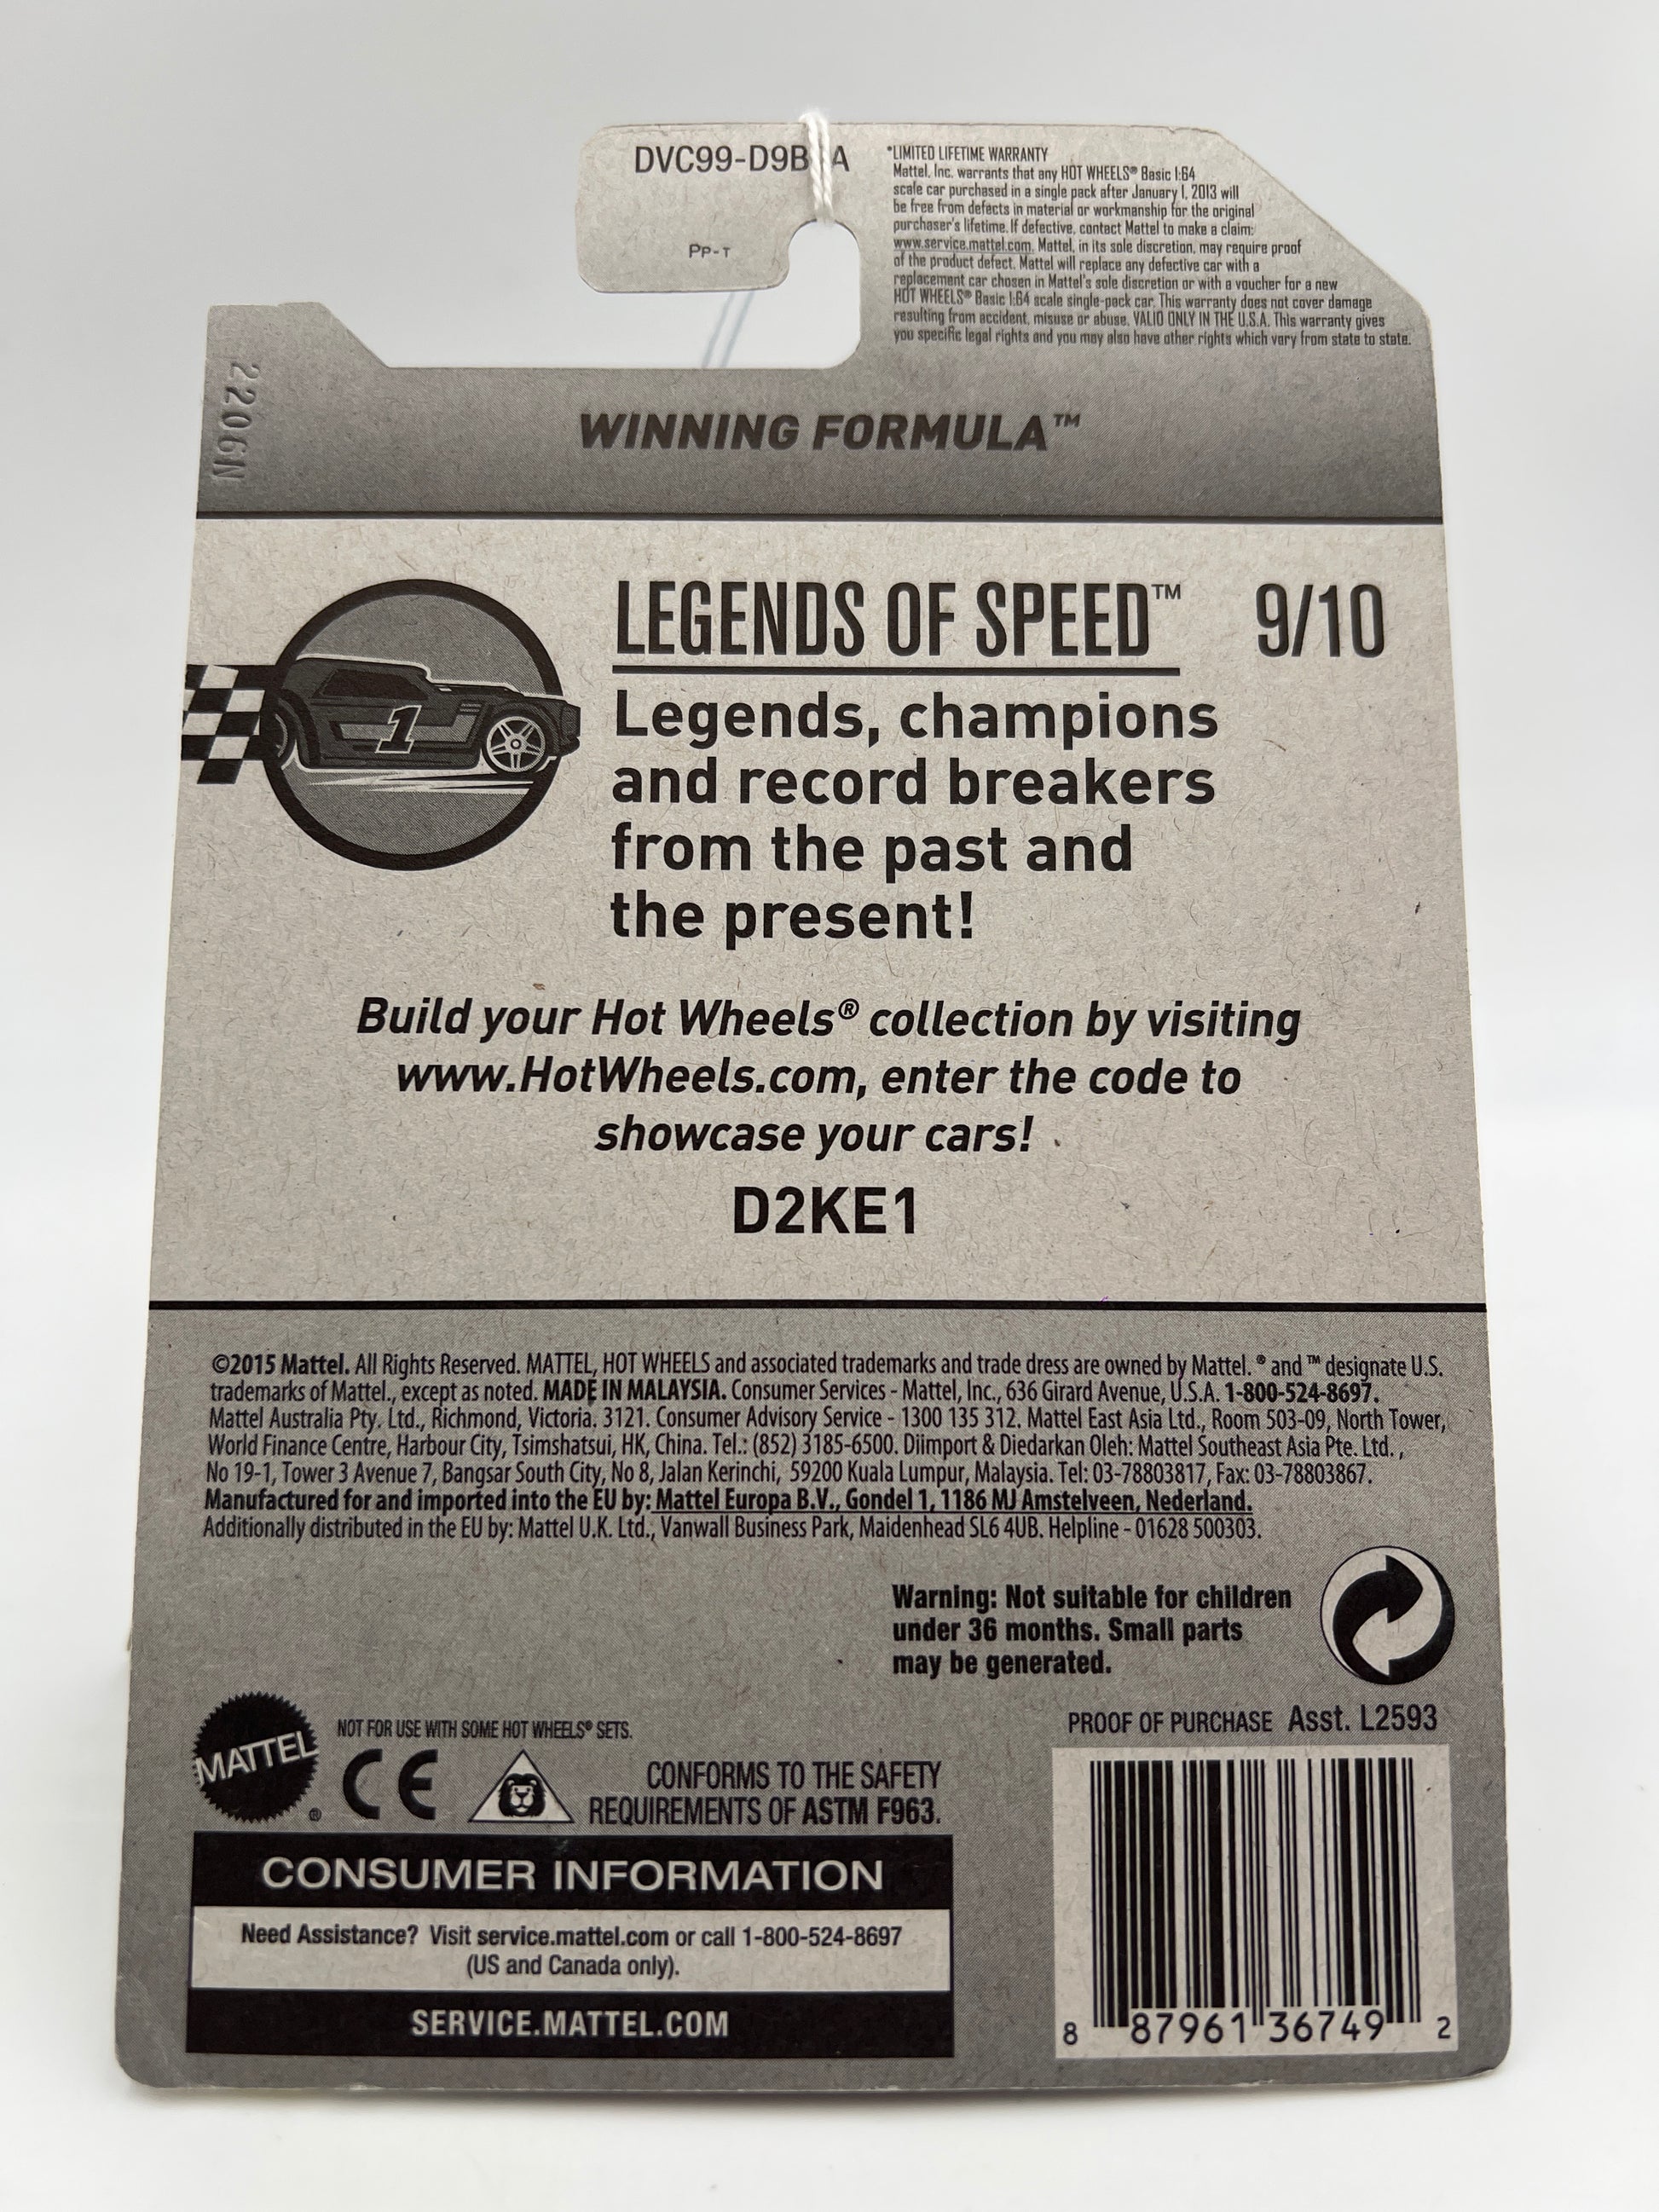 DVC99-D9B A
Pp-T
*LIMITED LIFETIME WARRANTY
Mattel, Inc. warrants that any HOT WHEELS® Basic 1:64
scale car purchased in a single pack after January 1, 2013 will
be free from defects in material or workmanship for the original
purchaser's lifetime. If defective, contact Mattel to make a claim:
www.service.mattel.com. Mattel, in its sole discretion, may require proof
of the product defect. Mattel will replace any defective car with a
replacement car chosen in Mattel's sole discretion or with a voucher for a new
HOT WHEELS® Basic 1:64 scale single-pack car. This warranty does not cover damage
resulting from accident, misuse or abuse. VALID ONLY IN THE U.S.A. This warranty gives
you specific legal rights and you may also have other rights which vary from state to state.
2206N
WINNING FORMULA™
LEGENDS OF SPEED™ 9/10
1
Legends, champions
and record breakers
from the past and
the present!
Build your Hot Wheels® collection by visiting
www.HotWheels.com, enter the code to
showcase your cars!
D2KE1
©2015 Mattel. All Rights Reserved. MATTEL, HOT WHEELS and associated trademarks and trade dress are owned by Mattel. ® and ™ designate U.S.
trademarks of Mattel., except as noted. MADE IN MALAYSIA. Consumer Services - Mattel, Inc., 636 Girard Avenue, U.S.A. 1-800-524-8697.
Mattel Australia Pty. Ltd., Richmond, Victoria. 3121. Consumer Advisory Service - 1300 135 312. Mattel East Asia Ltd., Room 503-09, North Tower,
World Finance Centre, Harbour City, Tsimshatsui, HK, China. Tel.: (852) 3185-6500. Diimport & Diedarkan Oleh: Mattel Southeast Asia Pte. Ltd. ,
No 19-1, Tower 3 Avenue 7, Bangsar South City, No 8, Jalan Kerinchi, 59200 Kuala Lumpur, Malaysia. Tel: 03-78803817, Fax: 03-78803867.
Manufactured for and imported into the EU by: Mattel Europa B.V., Gondel 1, 1186 MJ Amstelveen, Nederland.
Additionally distributed in the EU by: Mattel U.K. Ltd., Vanwall Business Park, Maidenhead SL6 4UB. Helpline - 01628 500303.
Warning: Not suitable for children
under 36 months. Small parts
may be generated.
MATTEL®
NOT FOR USE WITH SOME HOT WHEELS® SETS.
CE
CONFORMS TO THE SAFETY
REQUIREMENTS OF ASTM F963.
PROOF OF PURCHASE Asst. L2593
CONSUMER INFORMATION
Need Assistance? Visit service.mattel.com or call 1-800-524-8697
(US and Canada only).
SERVICE.MATTEL.COM
8 87961 36749 2